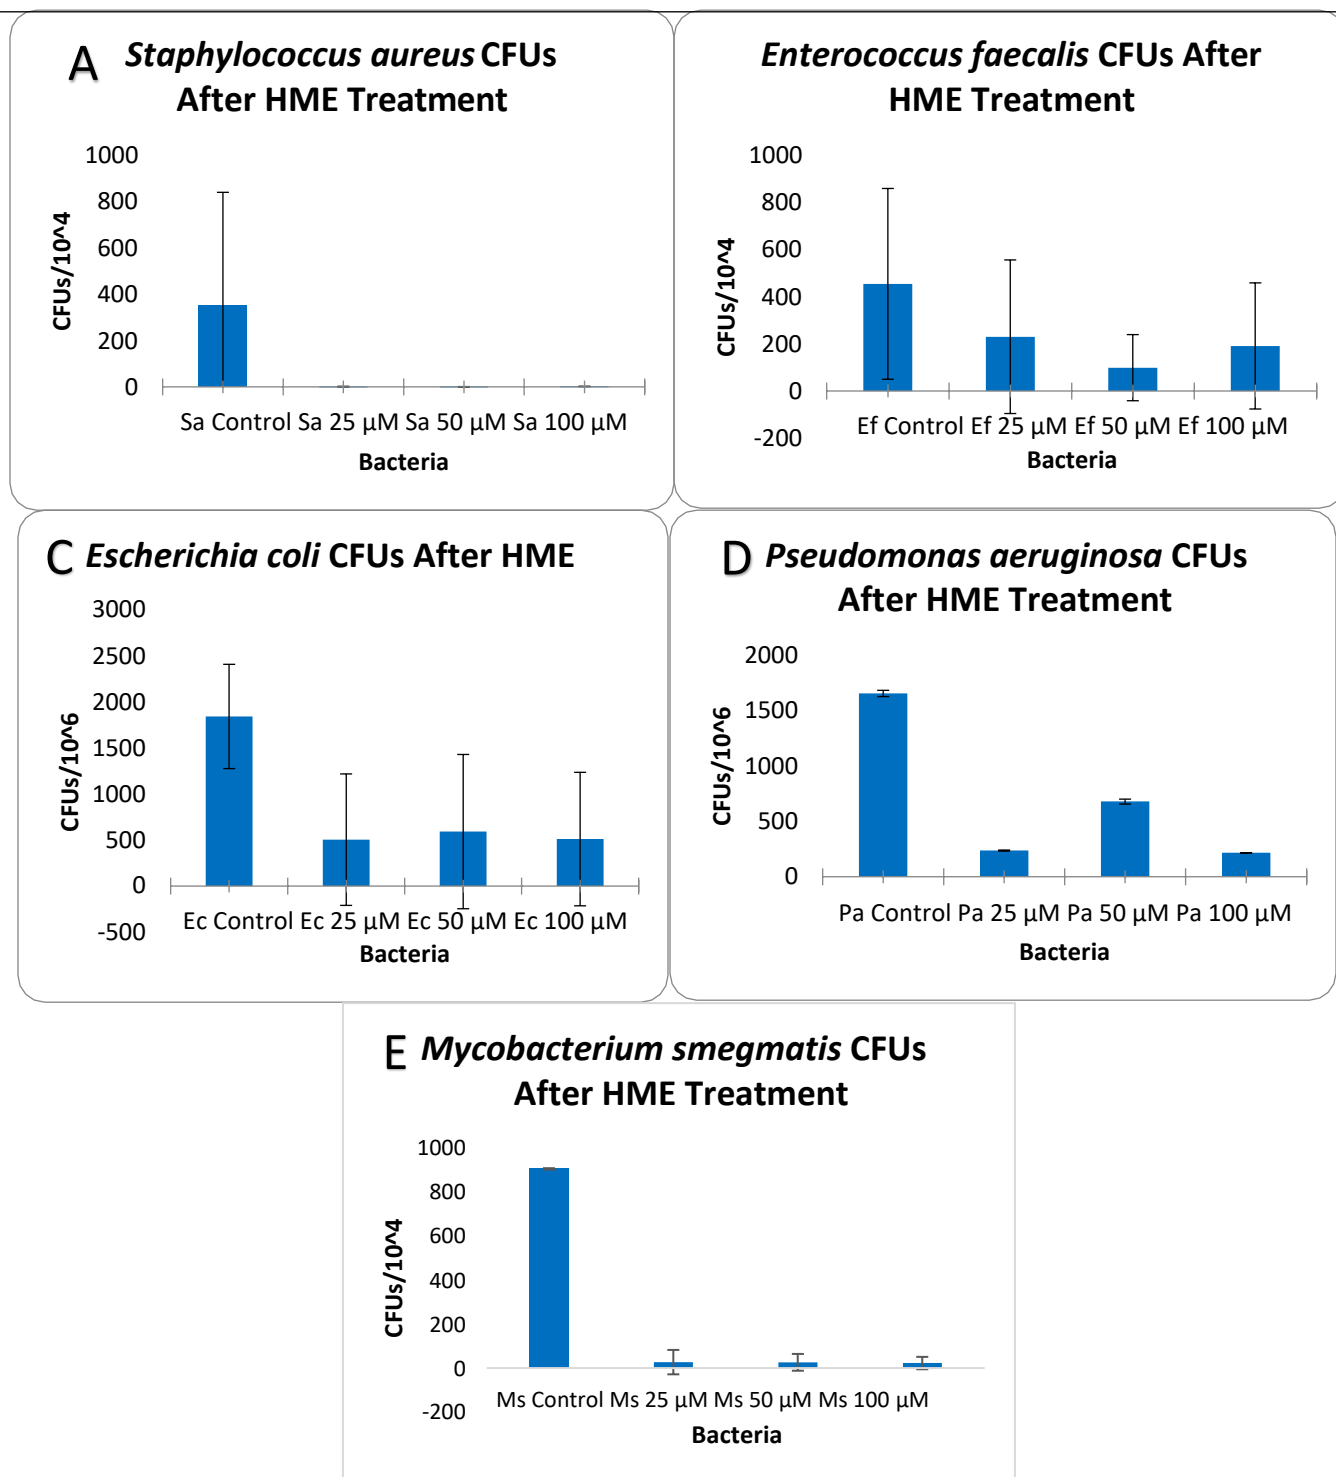 A Staphylococcus aureus CFUs
After HME Treatment
1000
800
600
400
200
0
CFUs/10^4
Sa Control Sa 25 µM Sa 50 µM Sa 100 µM
Bacteria
Enterococcus faecalis CFUs After
HME Treatment
1000
800
600
400
200
0
-200
CFUs/10^4
Ef Control Ef 25 µM Ef 50 µM Ef 100 µM
Bacteria
C Escherichia coli CFUs After HME
3000
2500
2000
1500
1000
500
0
-500
CFUs/10^6
Ec Control Ec 25 µM Ec 50 µM Ec 100 µM
Bacteria
D Pseudomonas aeruginosa CFUs
After HME Treatment
2000
1500
1000
500
0
CFUs/10^6
Pa Control Pa 25 µM Pa 50 µM Pa 100 µM
Bacteria
E Mycobacterium smegmatis CFUs
After HME Treatment
1000
800
600
400
200
0
-200
CFUs/10^4
Ms Control Ms 25 µM Ms 50 µM Ms 100 µM
Bacteria